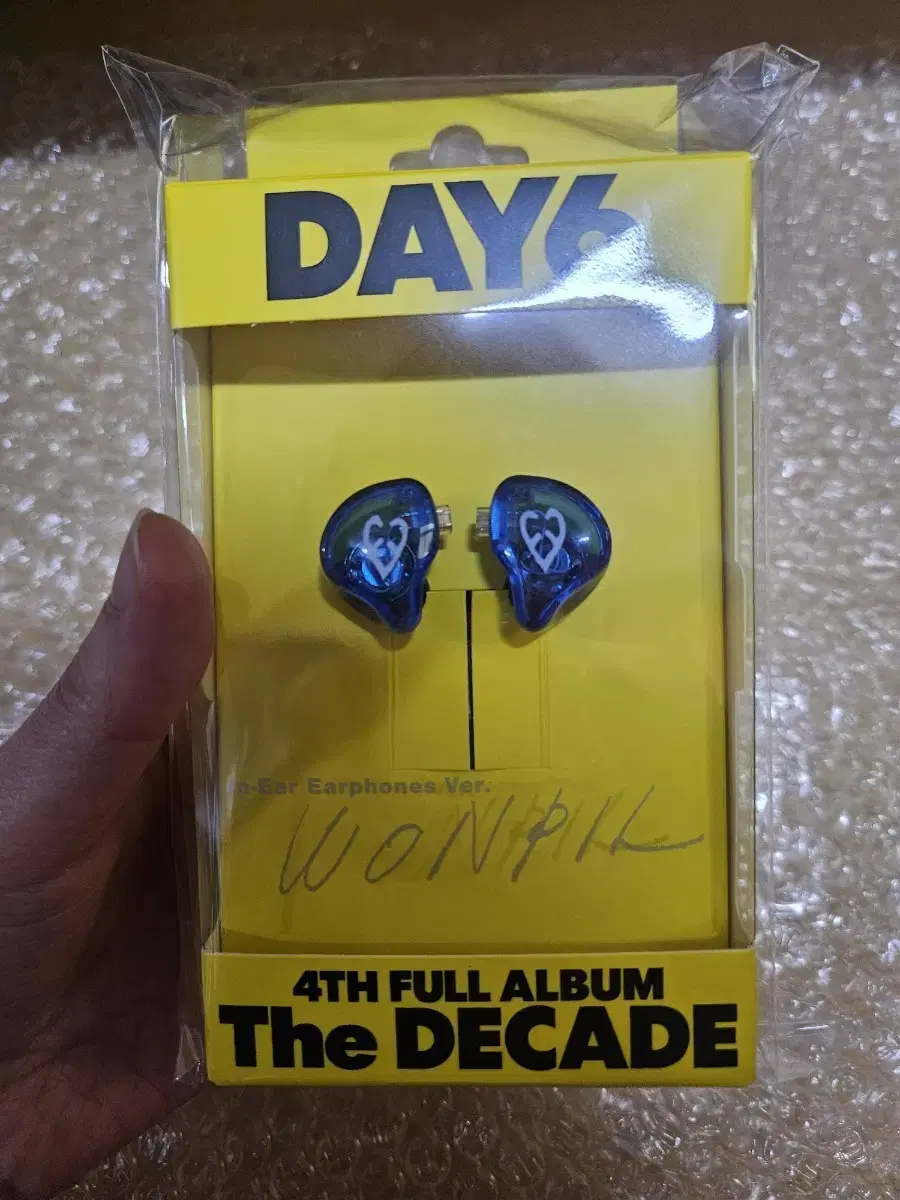 DAY6
In-Ear Earphones Ver.
WONPIL
4TH FULL ALBUM
The DECADE